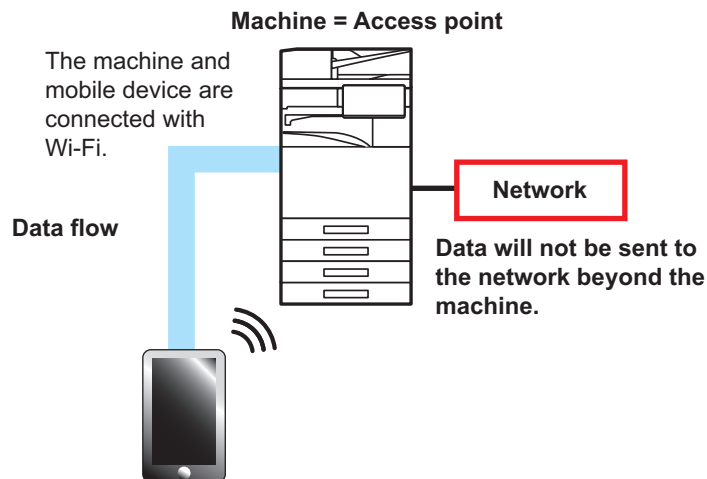 Machine = Access point
The machine and
mobile device are
connected with
Wi-Fi.
Network
Data flow
Data will not be sent to
the network beyond the
machine.